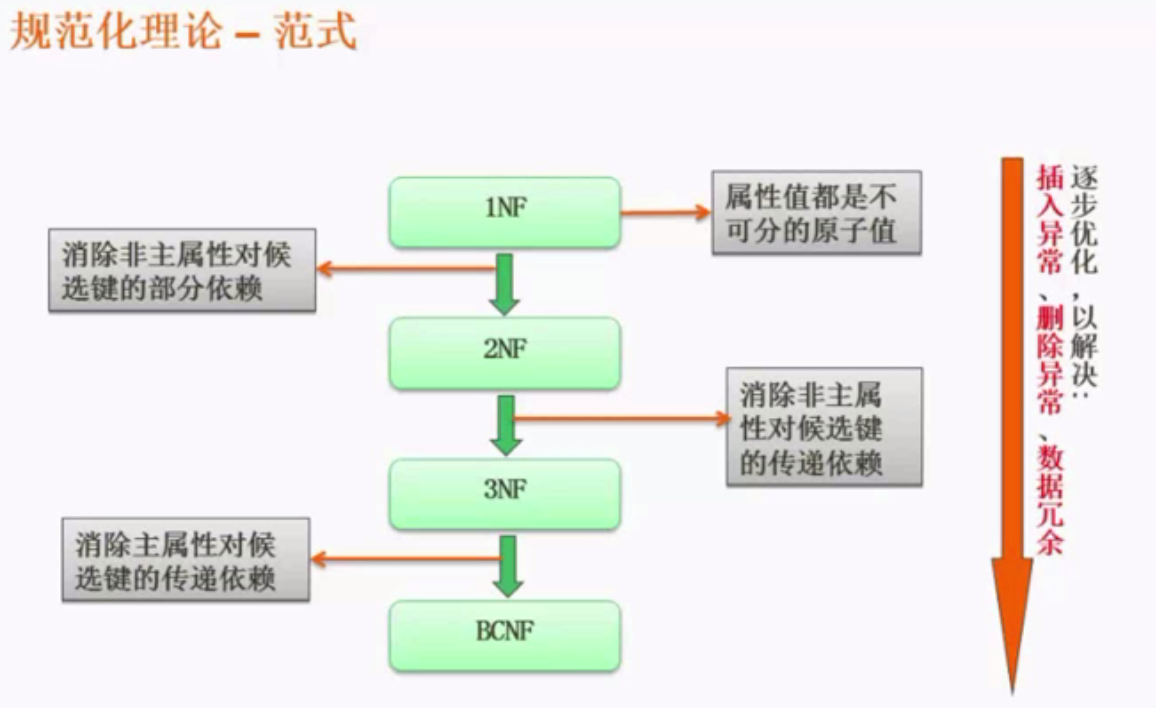 规范化理论 – 范式
1NF
属性值都是不
可分的原子值
消除非主属性对候
选键的部分依赖
2NF
消除非主属
性对候选键
的传递依赖
3NF
消除主属性对候
选键的传递依赖
BCNF
逐步优化,以解决:
插入异常、删除异常、数据冗余